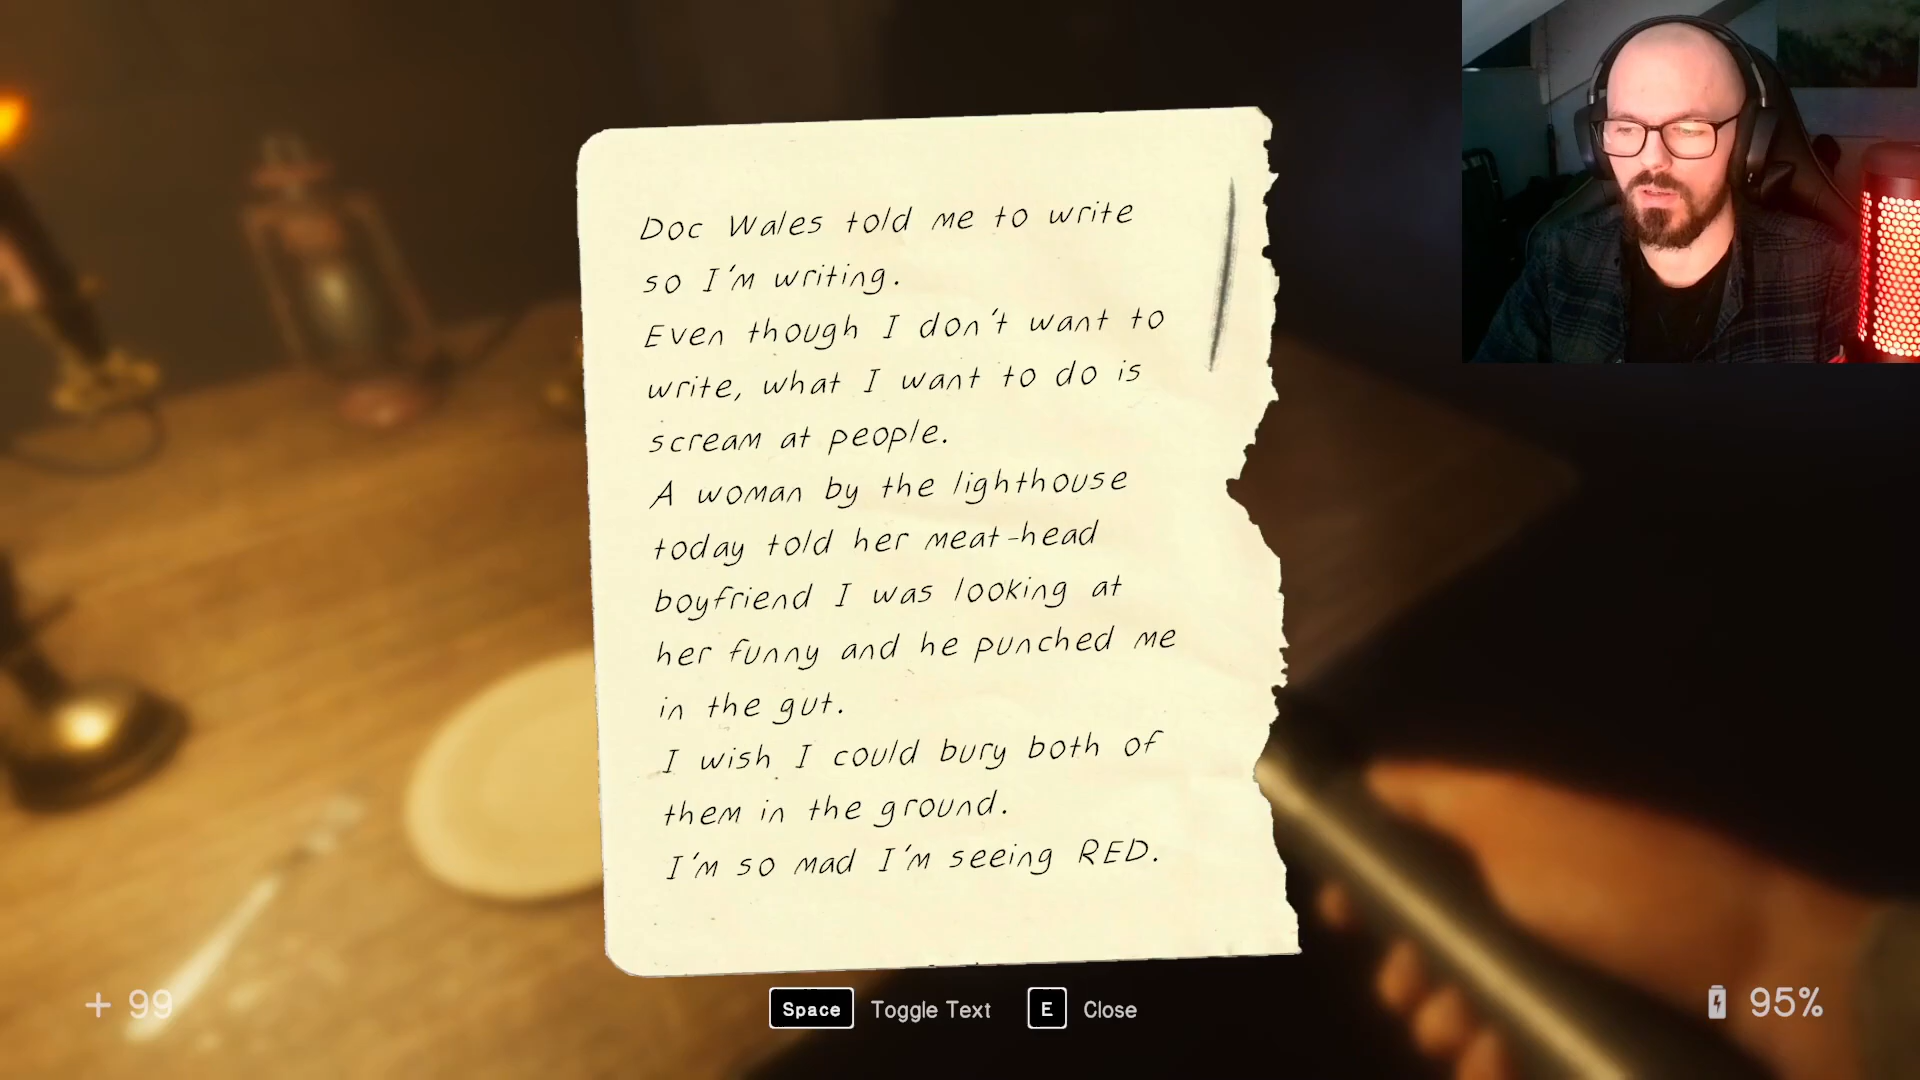 Doc Wales told me to write
so I'm writing.
Even though I don't want to
write, what I want to do is
scream at people.
A woman by the lighthouse
today told her meat-head
boyfriend I was looking at
her funny and he punched me
in the gut.
I wish I could bury both of
them in the ground.
I'm so mad I'm seeing RED.
+ 99
Space Toggle Text E Close
95%